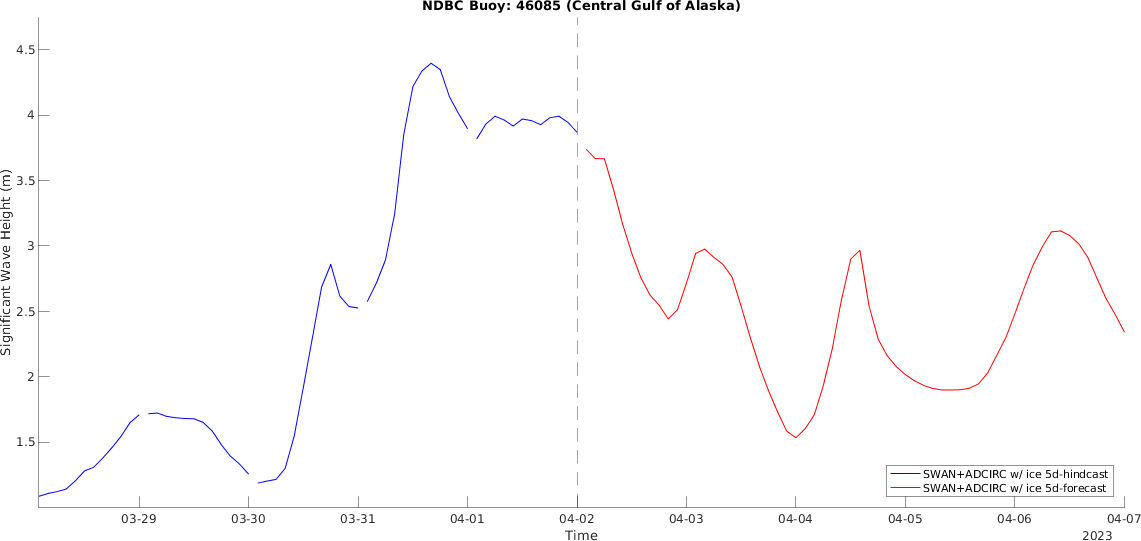 NDBC Buoy: 46085 (Central Gulf of Alaska)
Significant Wave Height (m)
4.5
4
3.5
3
2.5
2
1.5
SWAN+ADCIRC w/ ice 5d-hindcast
SWAN+ADCIRC w/ ice 5d-forecast
03-29 03-30 03-31 04-01 04-02 04-03 04-04 04-05 04-06 04-07
Time
2023